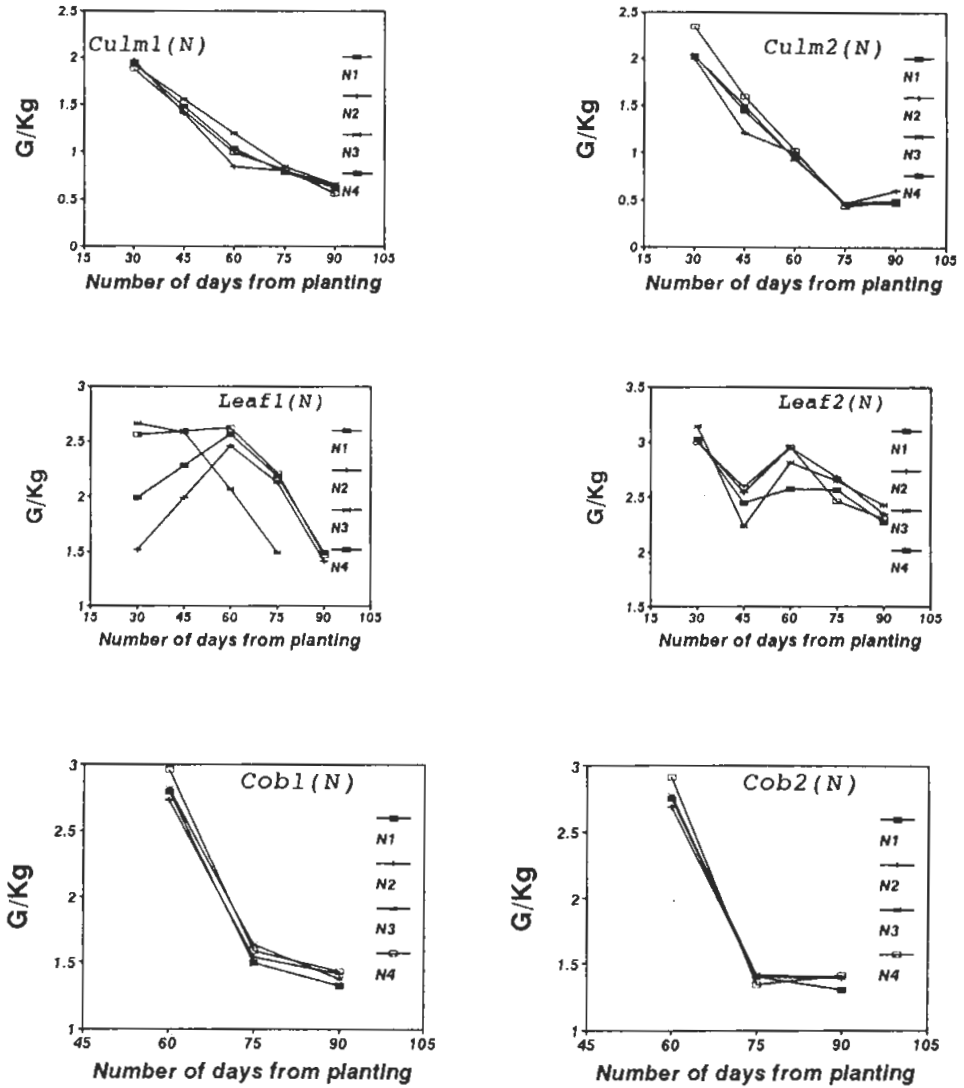 2.5
Culm1(N)
2
N1
1.5
N2
G/Kg
1
N3
0.5
N4
0
15 30 45 60 75 90 105
Number of days from planting
2.5
Culm2(N)
2
N1
1.5
N2
G/Kg
1
N3
0.5
N4
0
15 30 45 60 75 90 105
Number of days from planting
3
Leaf1(N)
2.5
N1
G/Kg
2
N2
N3
1.5
N4
1
15 30 45 60 75 90 105
Number of days from planting
3.5
Leaf2(N)
3
N1
G/Kg
2.5
N2
N3
2
N4
1.5
15 30 45 60 75 90 105
Number of days from planting
3
Cob1(N)
2.5
N1
G/Kg
2
N2
N3
1.5
N4
1
45 60 75 90 105
Number of days from planting
3
Cob2(N)
2.5
N1
G/Kg
2
N2
N3
1.5
N4
1
45 60 75 90 105
Number of days from planting